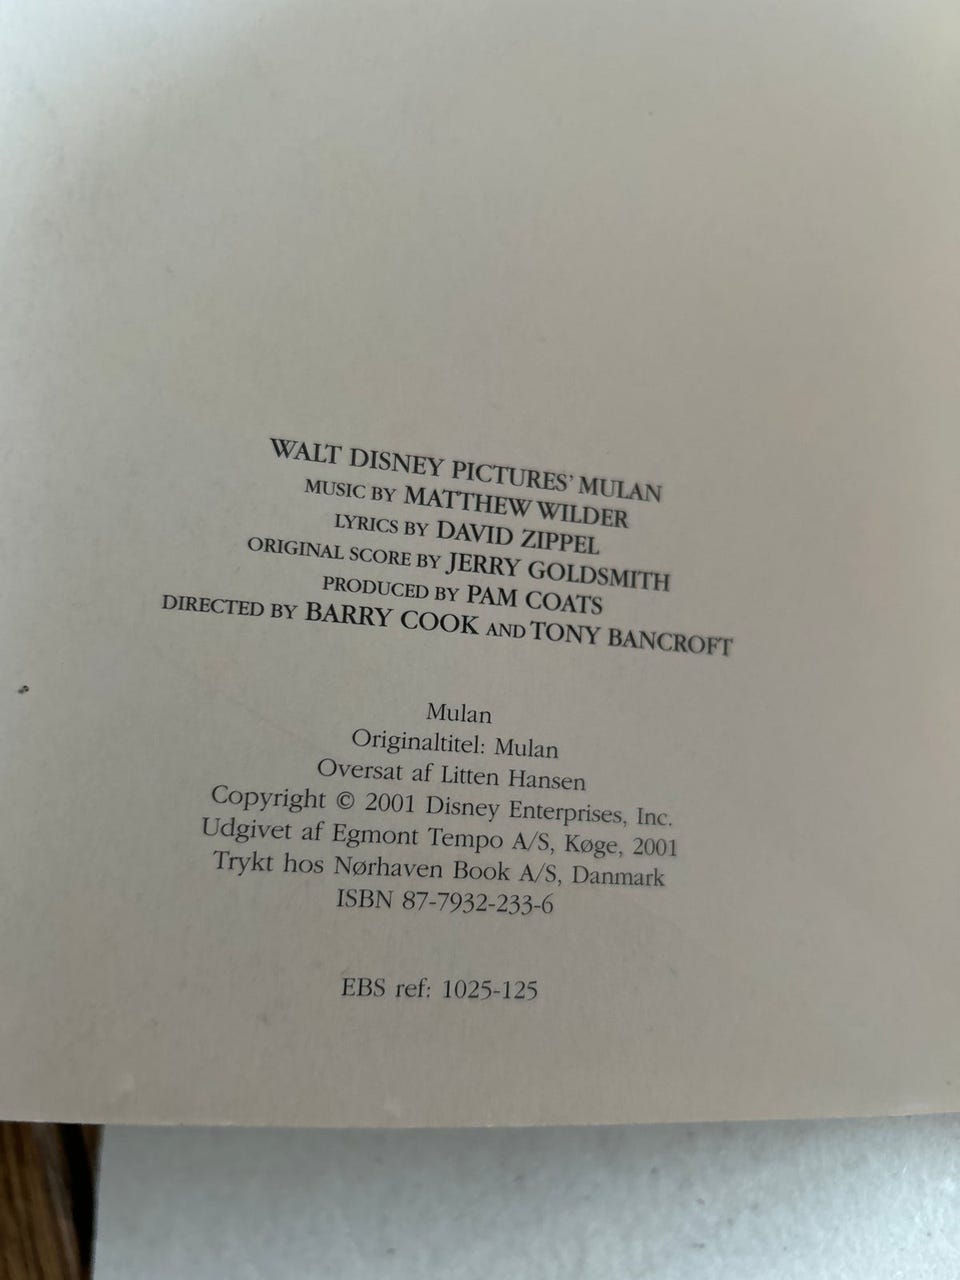 WALT DISNEY PICTURES' MULAN
MUSIC BY MATTHEW WILDER
LYRICS BY DAVID ZIPPEL
ORIGINAL SCORE BY JERRY GOLDSMITH
PRODUCED BY PAM COATS
DIRECTED BY BARRY COOK AND TONY BANCROFT
Mulan
Originaltitel: Mulan
Oversat af Litten Hansen
Copyright © 2001 Disney Enterprises, Inc.
Udgivet af Egmont Tempo A/S, Køge, 2001
Trykt hos Nørhaven Book A/S, Danmark
ISBN 87-7932-233-6
EBS ref: 1025-125